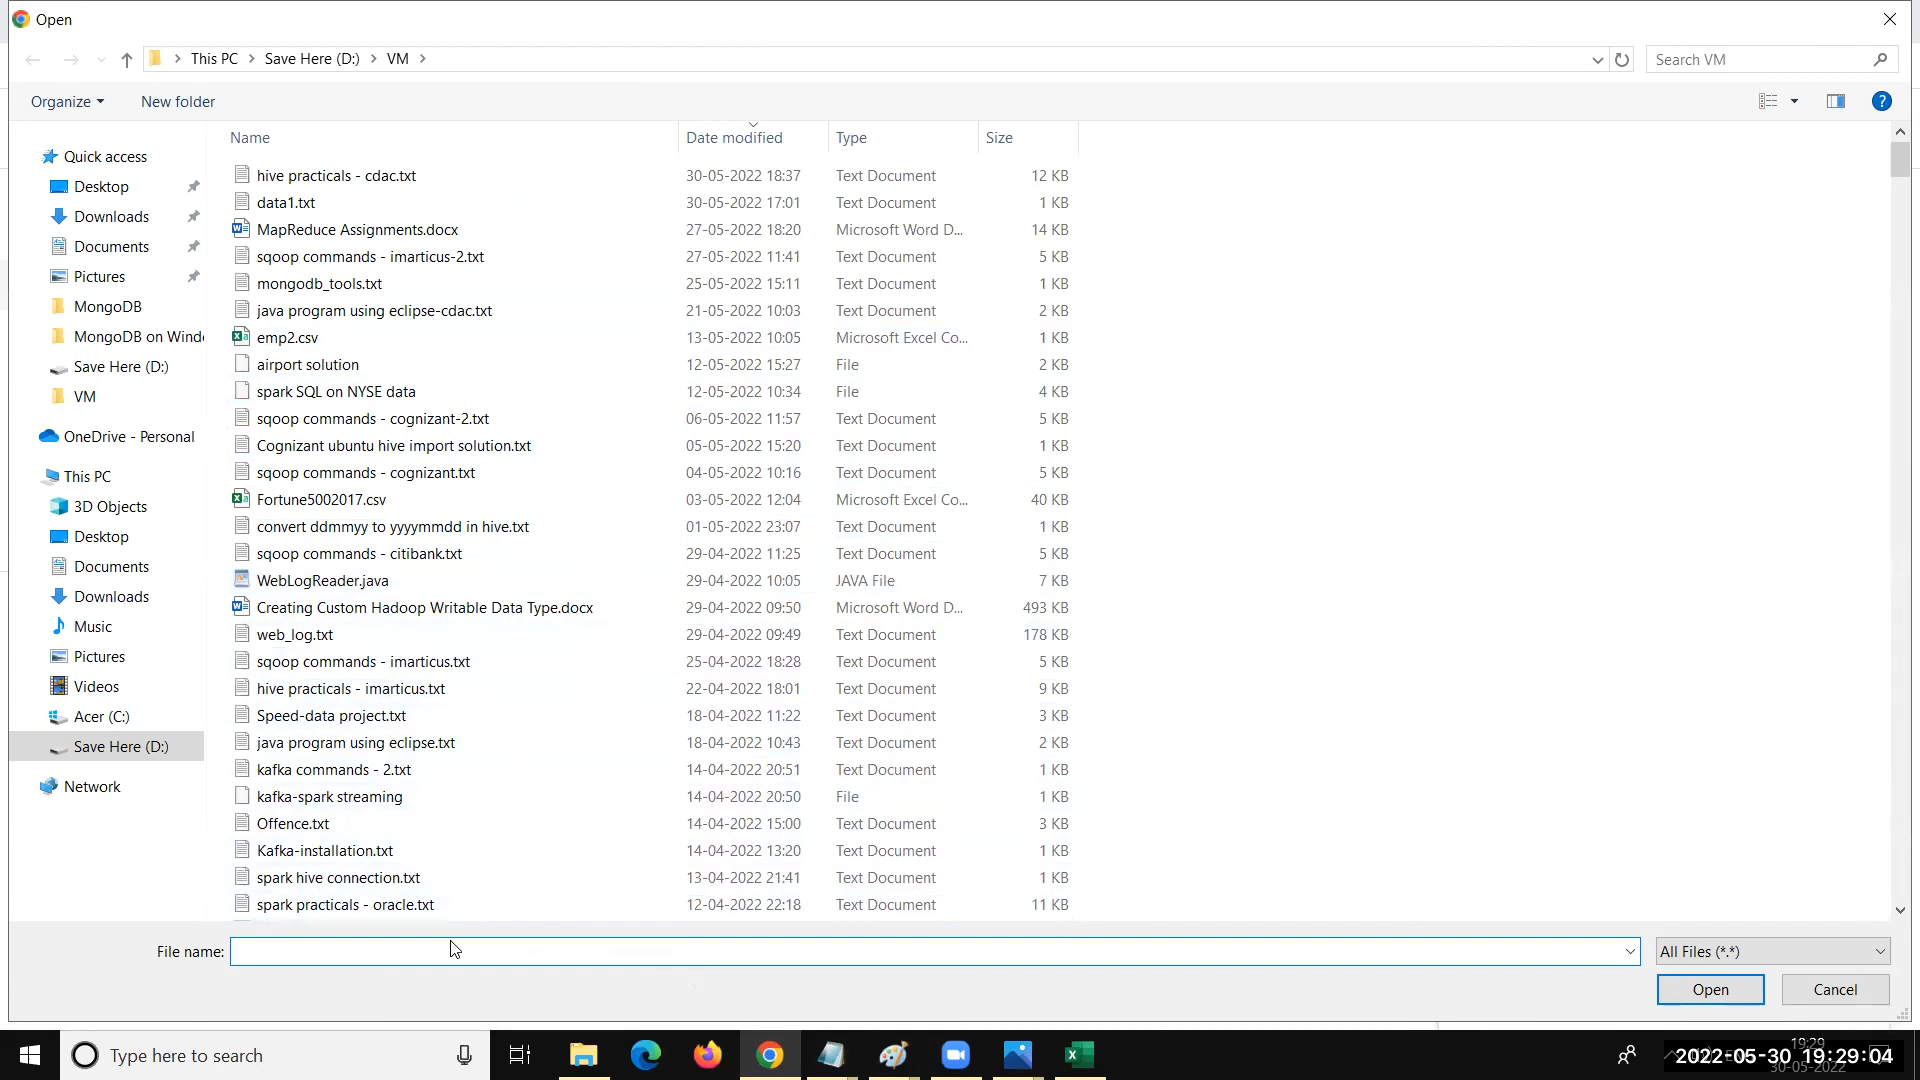 Open
This PC > Save Here (D:) > VM >
Search VM
Organize
New folder
?
Name Date modified Type Size
Quick access
Desktop
Downloads
Documents
Pictures
MongoDB
MongoDB on Windo
Save Here (D:)
VM
OneDrive - Personal
This PC
3D Objects
Desktop
Documents
Downloads
Music
Pictures
Videos
Acer (C:)
Save Here (D:)
Network
hive practicals - cdac.txt 30-05-2022 18:37 Text Document 12 KB
data1.txt 30-05-2022 17:01 Text Document 1 KB
MapReduce Assignments.docx 27-05-2022 18:20 Microsoft Word D... 14 KB
sqoop commands - imarticus-2.txt 27-05-2022 11:41 Text Document 5 KB
mongodb_tools.txt 25-05-2022 15:11 Text Document 1 KB
java program using eclipse-cdac.txt 21-05-2022 10:03 Text Document 2 KB
emp2.csv 13-05-2022 10:05 Microsoft Excel Co... 1 KB
airport solution 12-05-2022 15:27 File 2 KB
spark SQL on NYSE data 12-05-2022 10:34 File 4 KB
sqoop commands - cognizant-2.txt 06-05-2022 11:57 Text Document 5 KB
Cognizant ubuntu hive import solution.txt 05-05-2022 15:20 Text Document 1 KB
sqoop commands - cognizant.txt 04-05-2022 10:16 Text Document 5 KB
Fortune5002017.csv 03-05-2022 12:04 Microsoft Excel Co... 40 KB
convert ddmmyy to yyyymmdd in hive.txt 01-05-2022 23:07 Text Document 1 KB
sqoop commands - citibank.txt 29-04-2022 11:25 Text Document 5 KB
WebLogReader.java 29-04-2022 10:05 JAVA File 7 KB
Creating Custom Hadoop Writable Data Type.docx 29-04-2022 09:50 Microsoft Word D... 493 KB
web_log.txt 29-04-2022 09:49 Text Document 178 KB
sqoop commands - imarticus.txt 25-04-2022 18:28 Text Document 5 KB
hive practicals - imarticus.txt 22-04-2022 18:01 Text Document 9 KB
Speed-data project.txt 18-04-2022 11:22 Text Document 3 KB
java program using eclipse.txt 18-04-2022 10:43 Text Document 2 KB
kafka commands - 2.txt 14-04-2022 20:51 Text Document 1 KB
kafka-spark streaming 14-04-2022 20:50 File 1 KB
Offence.txt 14-04-2022 15:00 Text Document 3 KB
Kafka-installation.txt 14-04-2022 13:20 Text Document 1 KB
spark hive connection.txt 13-04-2022 21:41 Text Document 1 KB
spark practicals - oracle.txt 12-04-2022 22:18 Text Document 11 KB
File name:
All Files (*.*)
Open
Cancel
Type here to search
19:29
2022-05-30 19:29:04
30-05-2022